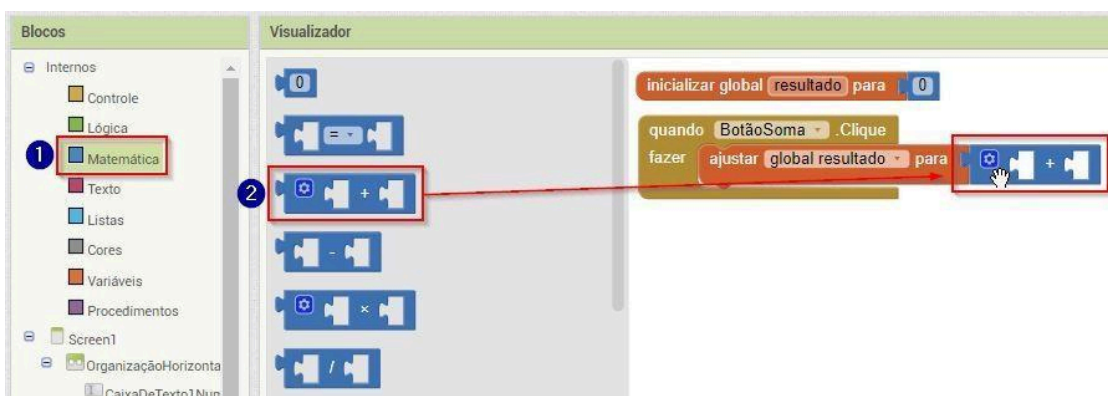 Blocos
Internos
Controle
Lógica
1 Matemática
Texto
Listas
Cores
Variáveis
Procedimentos
Screen1
OrganizaçãoHorizonta
CaixaDeTexto1Num
Visualizador
0
=
2 +
-
×
/
inicializar global resultado para 0
quando BotãoSoma .Clique
fazer ajustar global resultado para +